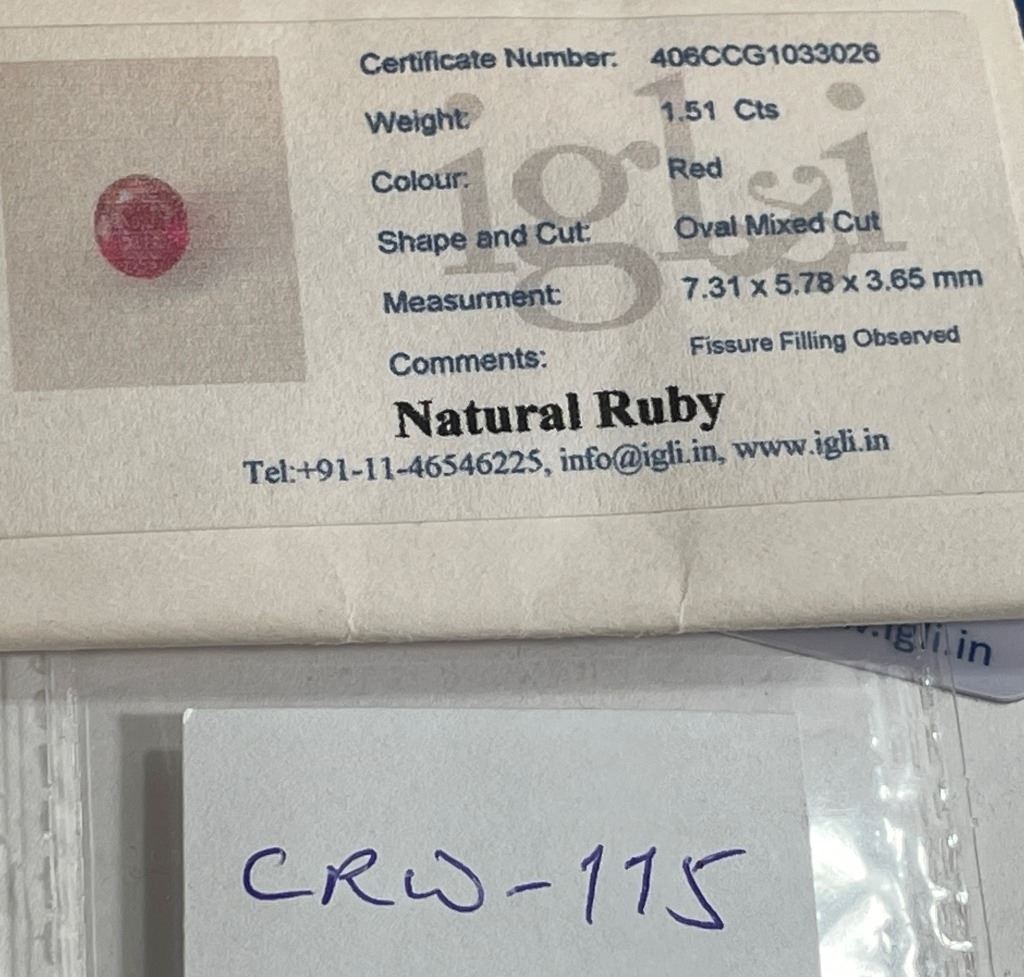 Certificate Number: 406CCG1033026
Weight: 1.51 Cts
Colour: Red
Shape and Cut: Oval Mixed Cut
Measurment: 7.31 x 5.78 x 3.65 mm
Comments: Fissure Filling Observed
igli
Natural Ruby
Tel:+91-11-46546225, info@igli.in, www.igli.in
.igli.in
CRW-115